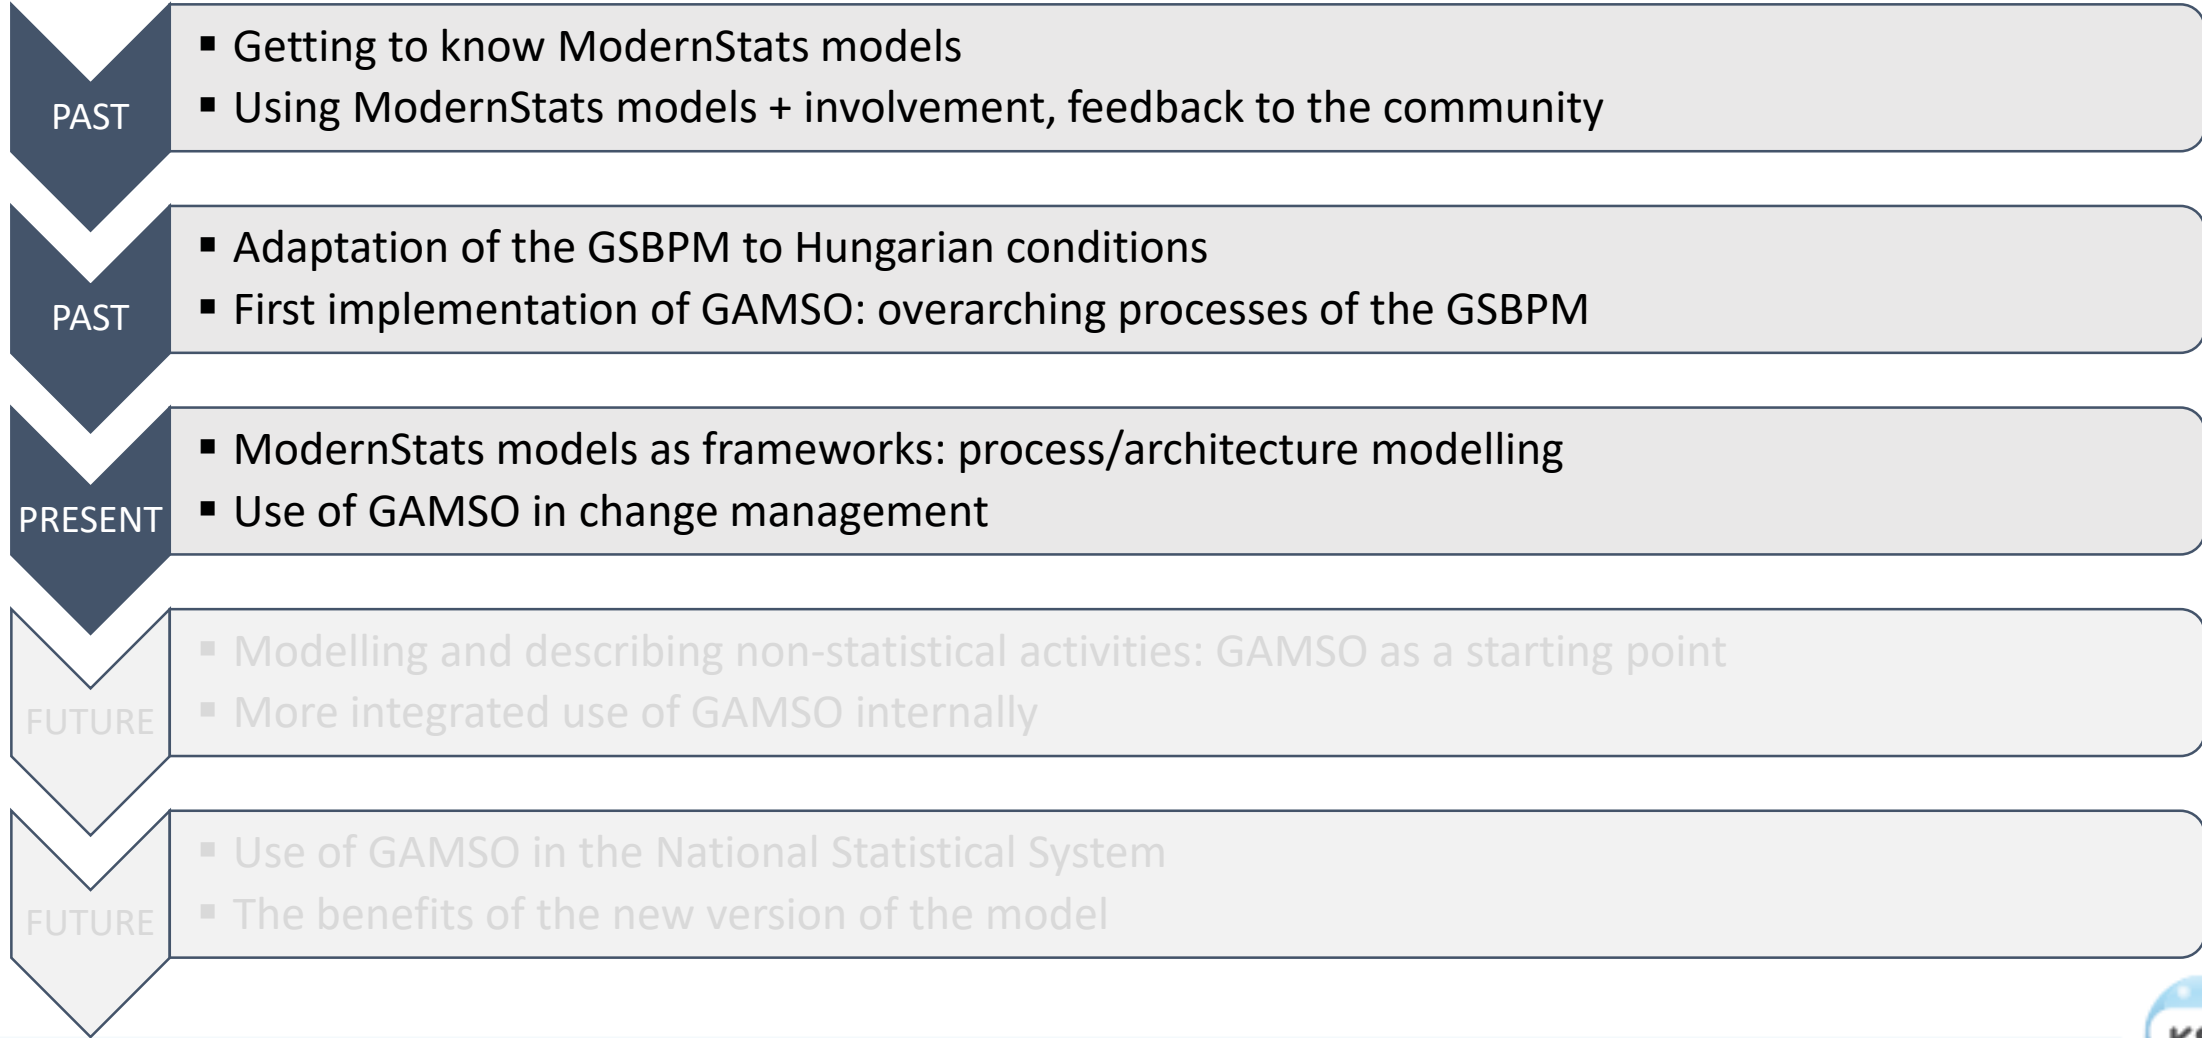 PAST
▪ Getting to know ModernStats models
▪ Using ModernStats models + involvement, feedback to the community
PAST
▪ Adaptation of the GSBPM to Hungarian conditions
▪ First implementation of GAMSO: overarching processes of the GSBPM
PRESENT
▪ ModernStats models as frameworks: process/architecture modelling
▪ Use of GAMSO in change management
FUTURE
▪ Modelling and describing non-statistical activities: GAMSO as a starting point
▪ More integrated use of GAMSO internally
FUTURE
▪ Use of GAMSO in the National Statistical System
▪ The benefits of the new version of the model